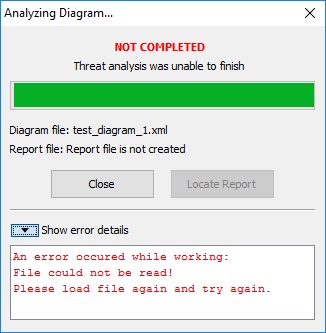 Analyzing Diagram...
NOT COMPLETED
Threat analysis was unable to finish
Diagram file: test_diagram_1.xml
Report file: Report file is not created
Close
Locate Report
Show error details
An error occured while working:
File could not be read!
Please load file again and try again.